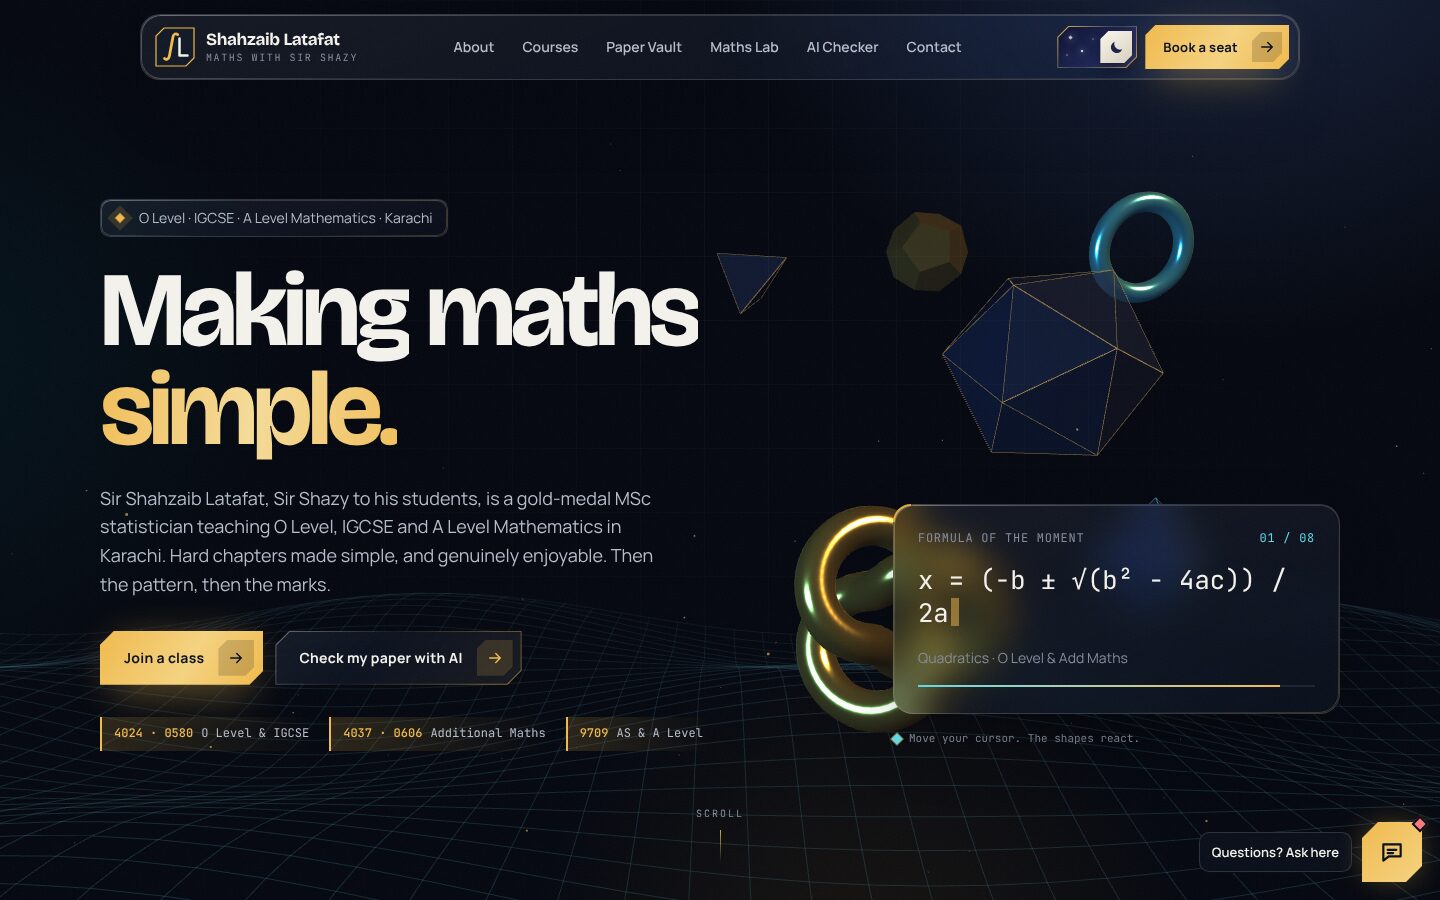 Shahzaib Latafat
MATHS WITH SIR SHAZY
About
Courses
Paper Vault
Maths Lab
AI Checker
Contact
Book a seat
O Level · IGCSE · A Level Mathematics · Karachi
Making maths
simple.
Sir Shahzaib Latafat, Sir Shazy to his students, is a gold-medal MSc
statistician teaching O Level, IGCSE and A Level Mathematics in
Karachi. Hard chapters made simple, and genuinely enjoyable. Then
the pattern, then the marks.
Join a class
Check my paper with AI
4024 · 0580 O Level & IGCSE
4037 · 0606 Additional Maths
9709 AS & A Level
FORMULA OF THE MOMENT
01 / 08
x = (-b ± √(b² - 4ac)) /
2a
Quadratics · O Level & Add Maths
Move your cursor. The shapes react.
SCROLL
Questions? Ask here